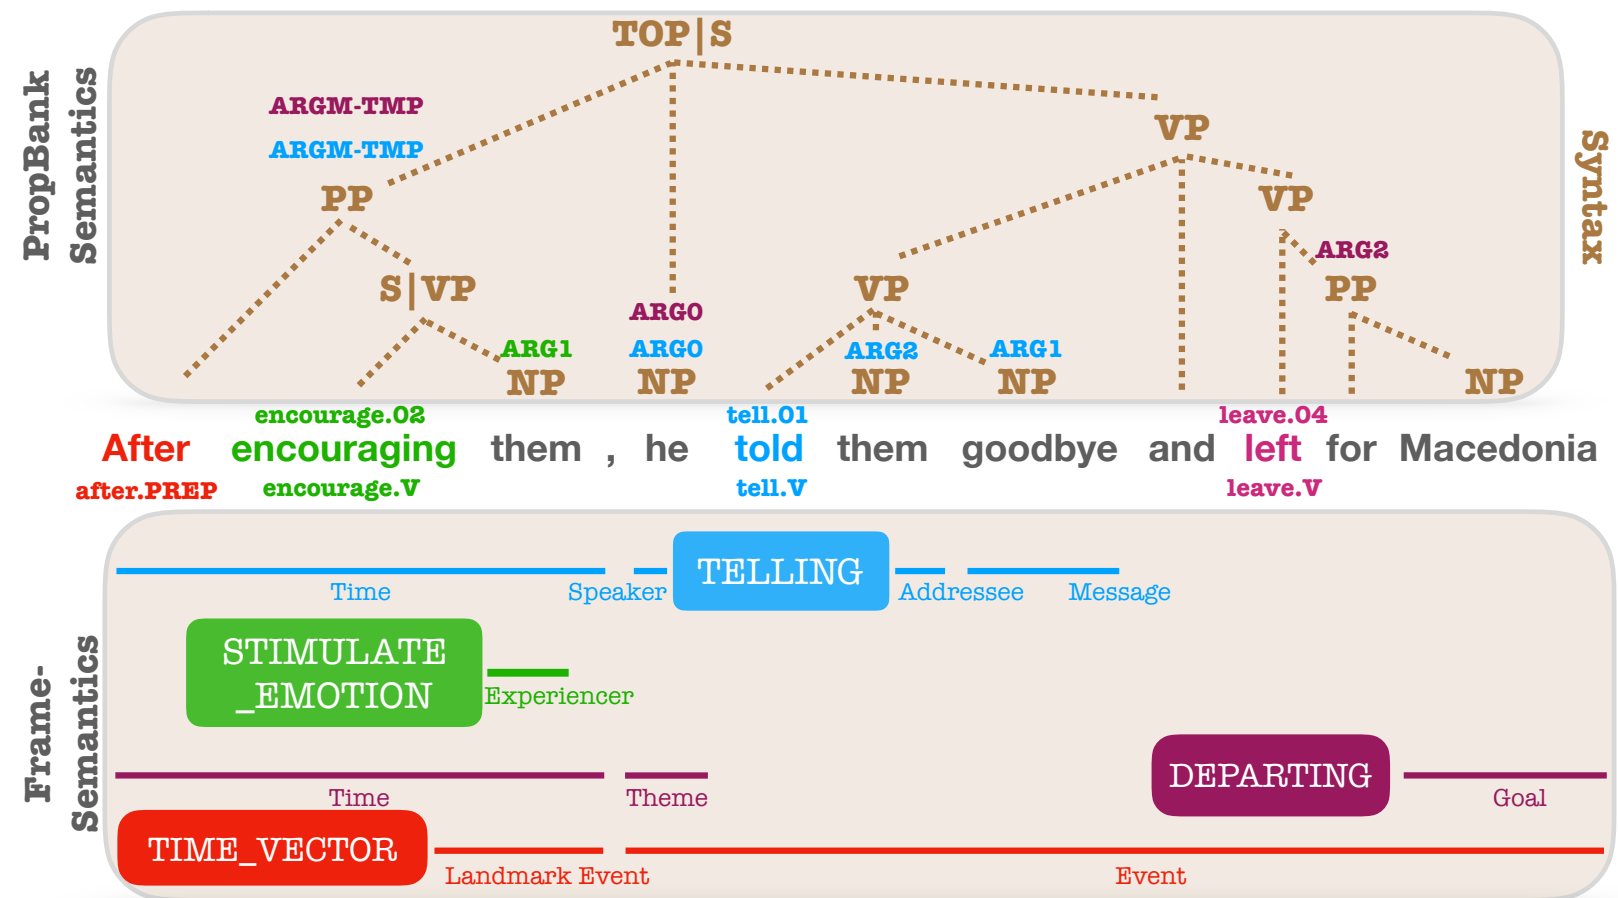 PropBank
Semantics
TOP|S
ARGM-TMP
ARGM-TMP
VP
PP
VP
ARG2
S|VP
VP
PP
ARG0
ARG1
ARG0
ARG2
ARG1
NP
NP
NP
NP
NP
Syntax
encourage.02
tell.01
leave.04
After encouraging them , he told them goodbye and left for Macedonia
after.PREP
encourage.V
tell.V
leave.V
Frame-
Semantics
TELLING
Time
Speaker
Addressee
Message
STIMULATE
_EMOTION
Experiencer
DEPARTING
Time
Theme
Goal
TIME_VECTOR
Landmark Event
Event